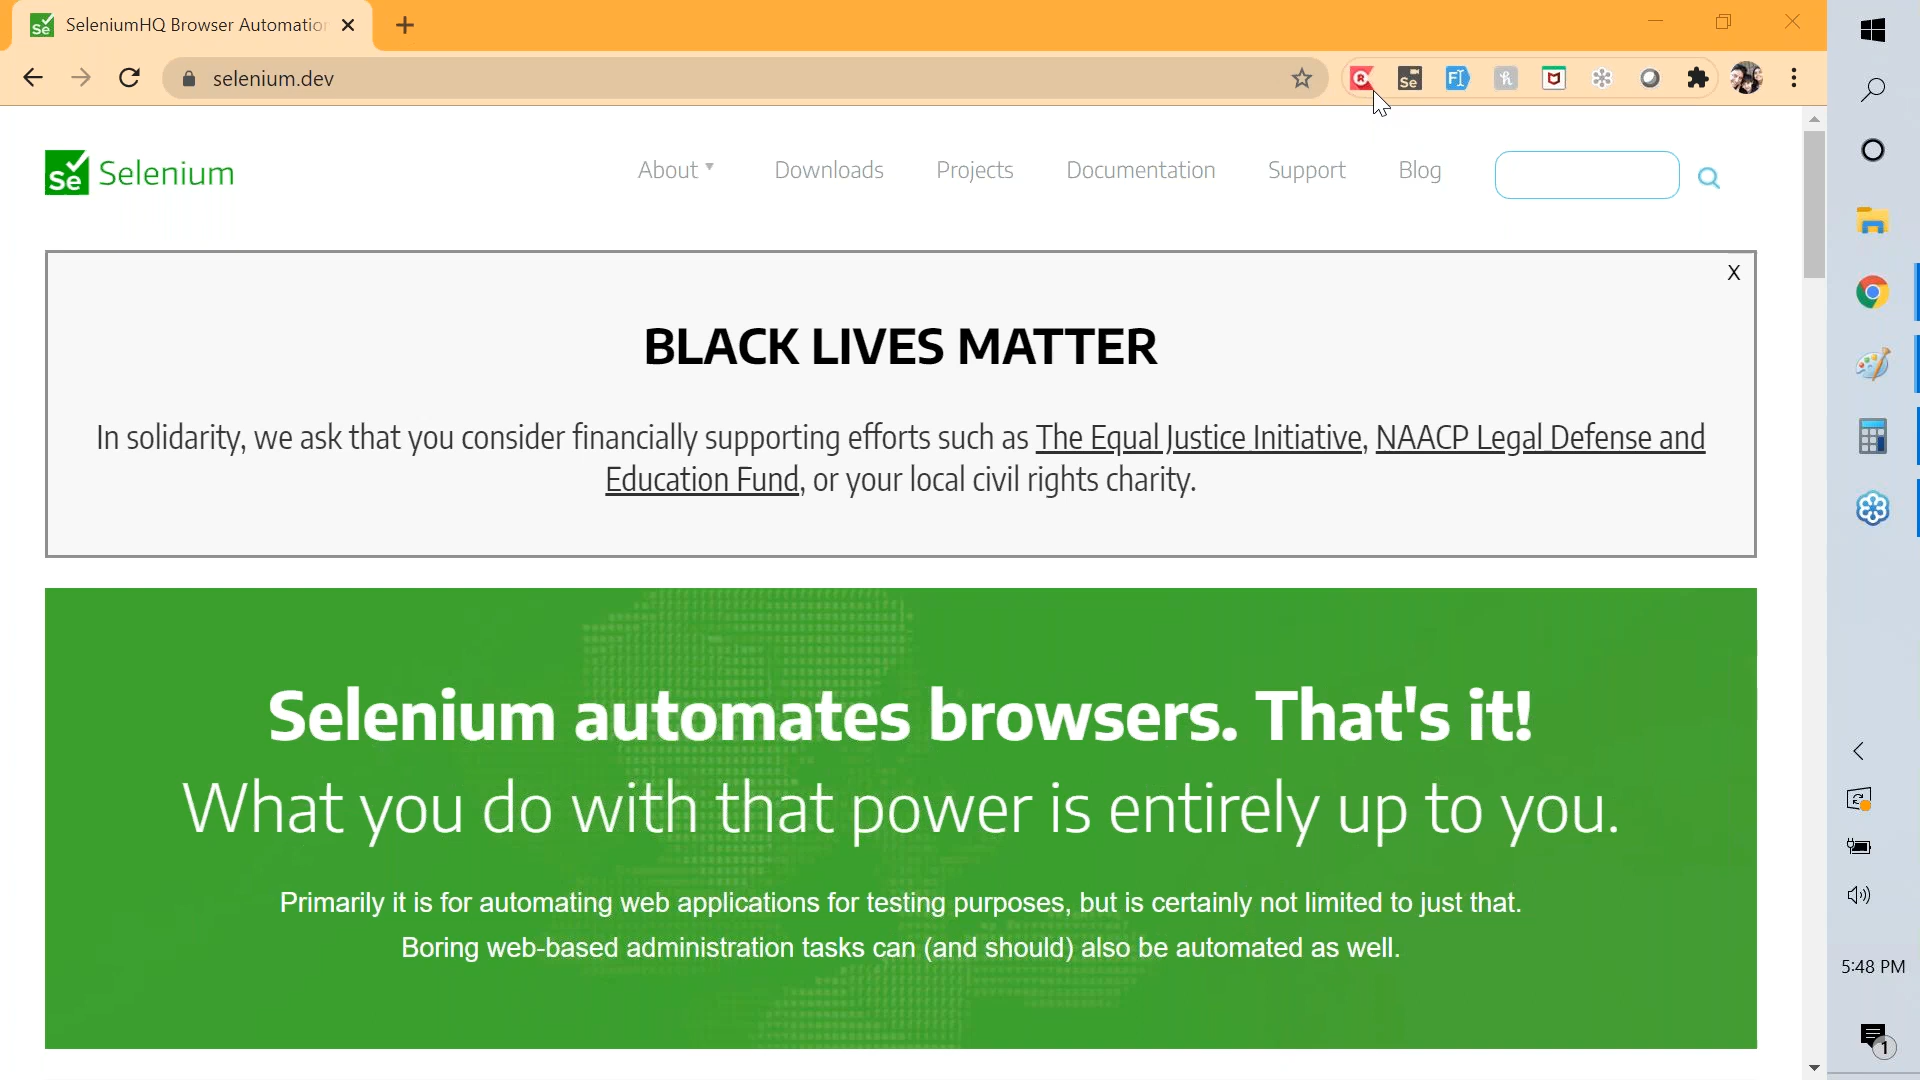 SeleniumHQ Browser Automation
selenium.dev
Se Selenium
About Downloads Projects Documentation Support Blog
X
BLACK LIVES MATTER
In solidarity, we ask that you consider financially supporting efforts such as The Equal Justice Initiative, NAACP Legal Defense and
Education Fund, or your local civil rights charity.
Selenium automates browsers. That's it!
What you do with that power is entirely up to you.
Primarily it is for automating web applications for testing purposes, but is certainly not limited to just that.
Boring web-based administration tasks can (and should) also be automated as well.
5:48 PM
1